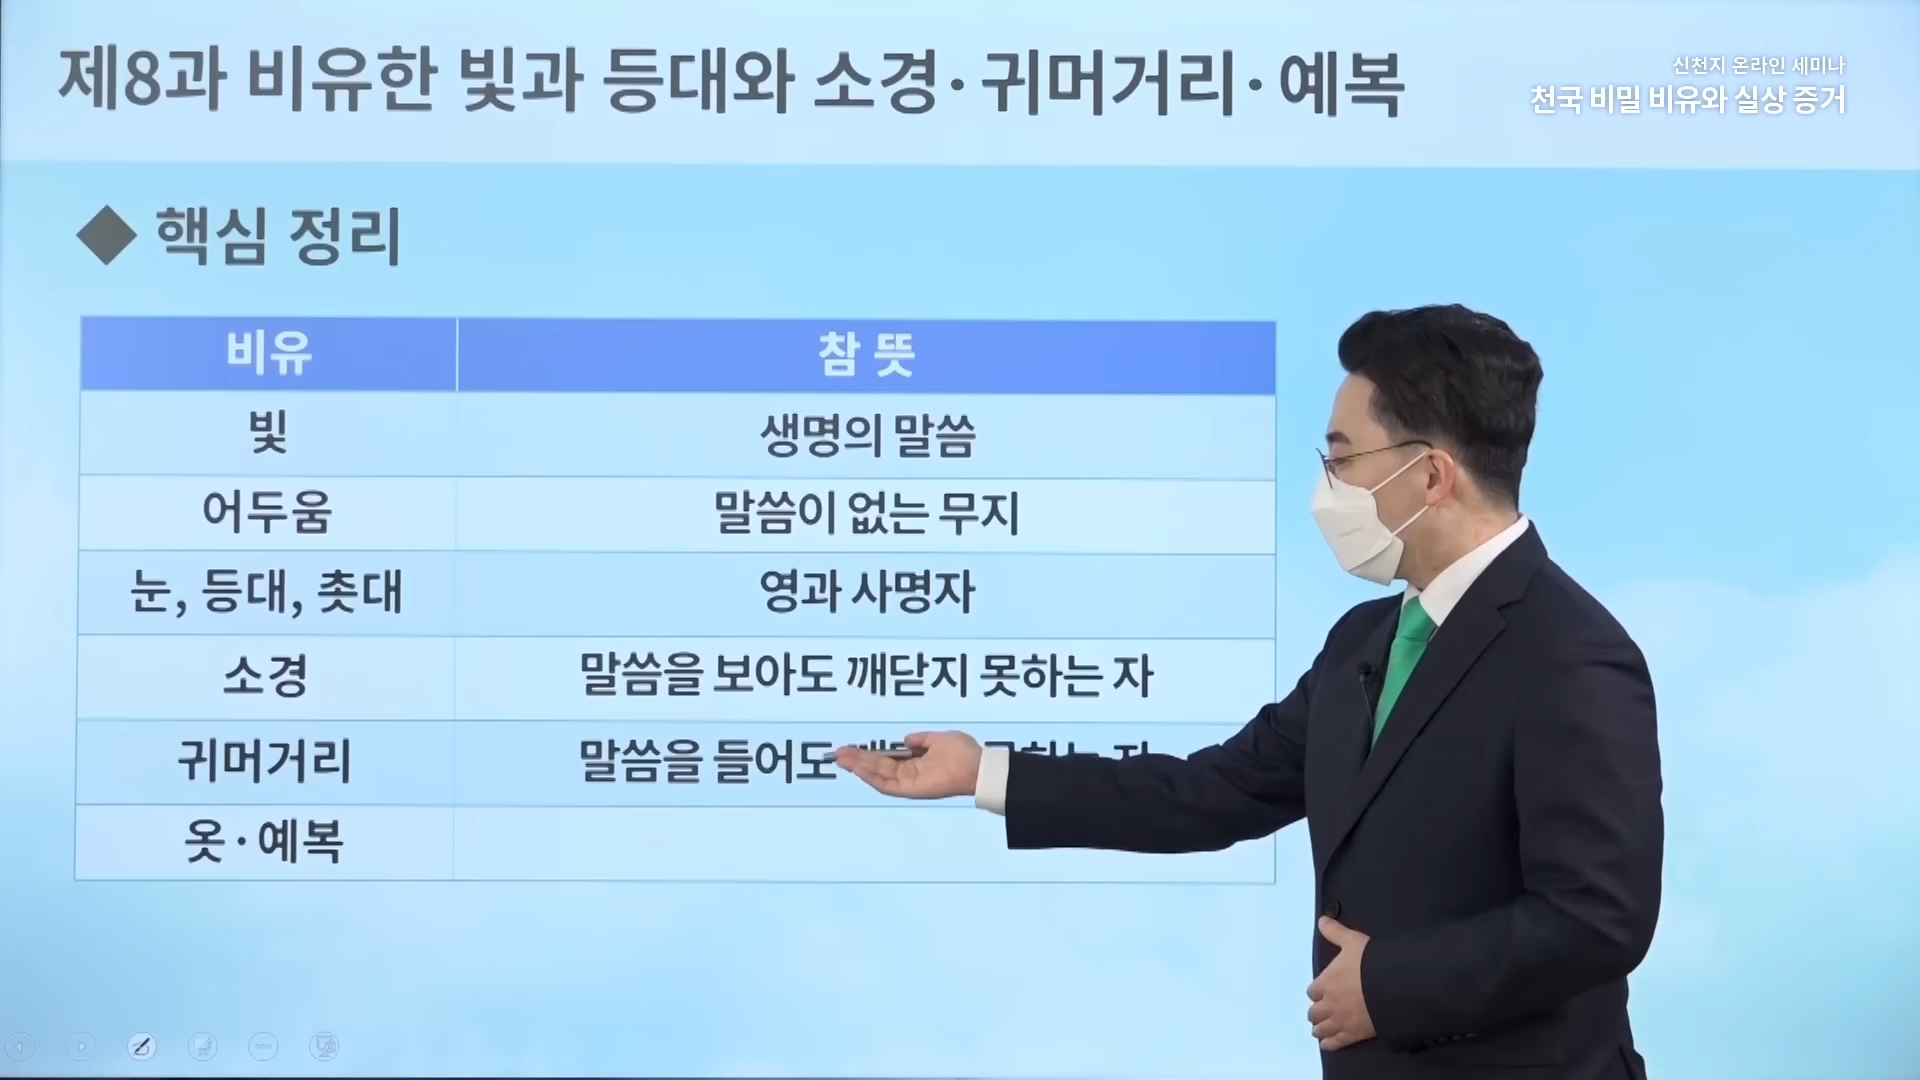 제8과 비유한 빛과 등대와 소경·귀머거리·예복
신천지 온라인 세미나
천국 비밀 비유와 실상 증거
◆ 핵심 정리
비유 참 뜻
빛 생명의 말씀
어두움 말씀이 없는 무지
눈, 등대, 촛대 영과 사명자
소경 말씀을 보아도 깨닫지 못하는 자
귀머거리 말씀을 들어도 자
옷·예복